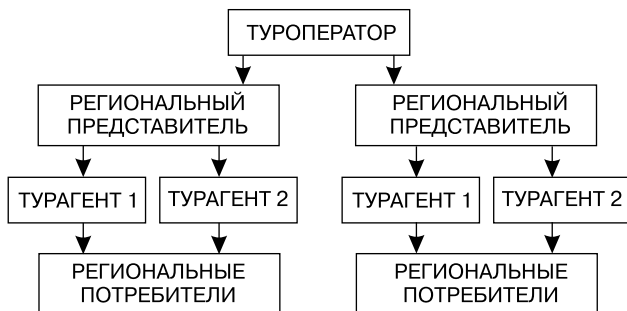 ТУРОПЕРАТОР
РЕГИОНАЛЬНЫЙ
ПРЕДСТАВИТЕЛЬ
РЕГИОНАЛЬНЫЙ
ПРЕДСТАВИТЕЛЬ
ТУРАГЕНТ 1
ТУРАГЕНТ 2
ТУРАГЕНТ 1
ТУРАГЕНТ 2
РЕГИОНАЛЬНЫЕ
ПОТРЕБИТЕЛИ
РЕГИОНАЛЬНЫЕ
ПОТРЕБИТЕЛИ